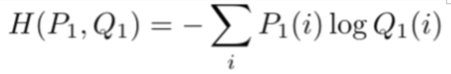 H(P₁, Q₁) = − ∑ᵢ P₁(i) log Q₁(i)